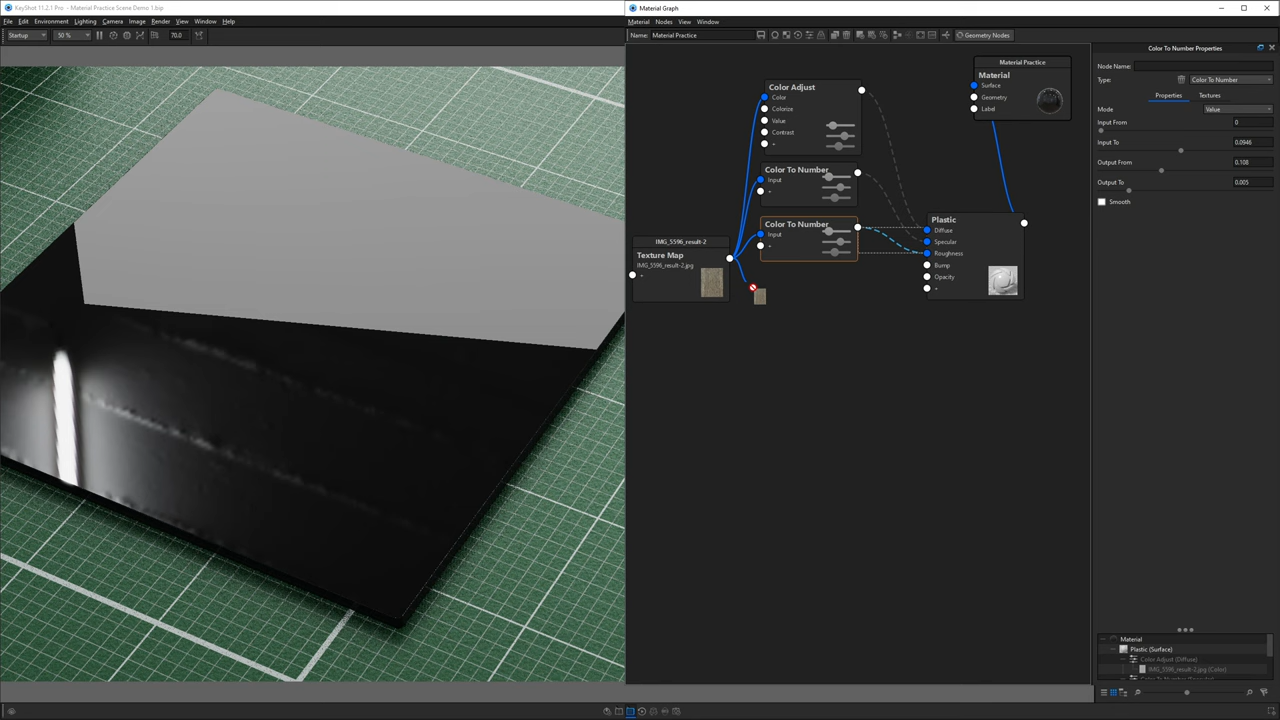 KeyShot 11.2.1 Pro - Material Practice Scene Demo 1.bip
File Edit Environment Lighting Camera Image Render View Window Help
Startup 50 % 70.0
Material Graph
Material Nodes View Window
Name: Material Practice Geometry Nodes
Color Adjust
Color
Colorize
Value
Contrast
+
Color To Number
Input
+
Color To Number
Input
+
IMG_5596_result-2
Texture Map
IMG_5596_result-2.jpg
+
Material Practice
Material
Surface
Geometry
Label
Plastic
Diffuse
Specular
Roughness
Bump
Opacity
+
Color To Number Properties
Node Name:
Type: Color To Number
Properties Textures
Mode Value
Input From 0
Input To 0.0946
Output From 0.108
Output To 0.005
Smooth
Material
Plastic (Surface)
Color Adjust (Diffuse)
IMG_5596_result-2.jpg (Color)